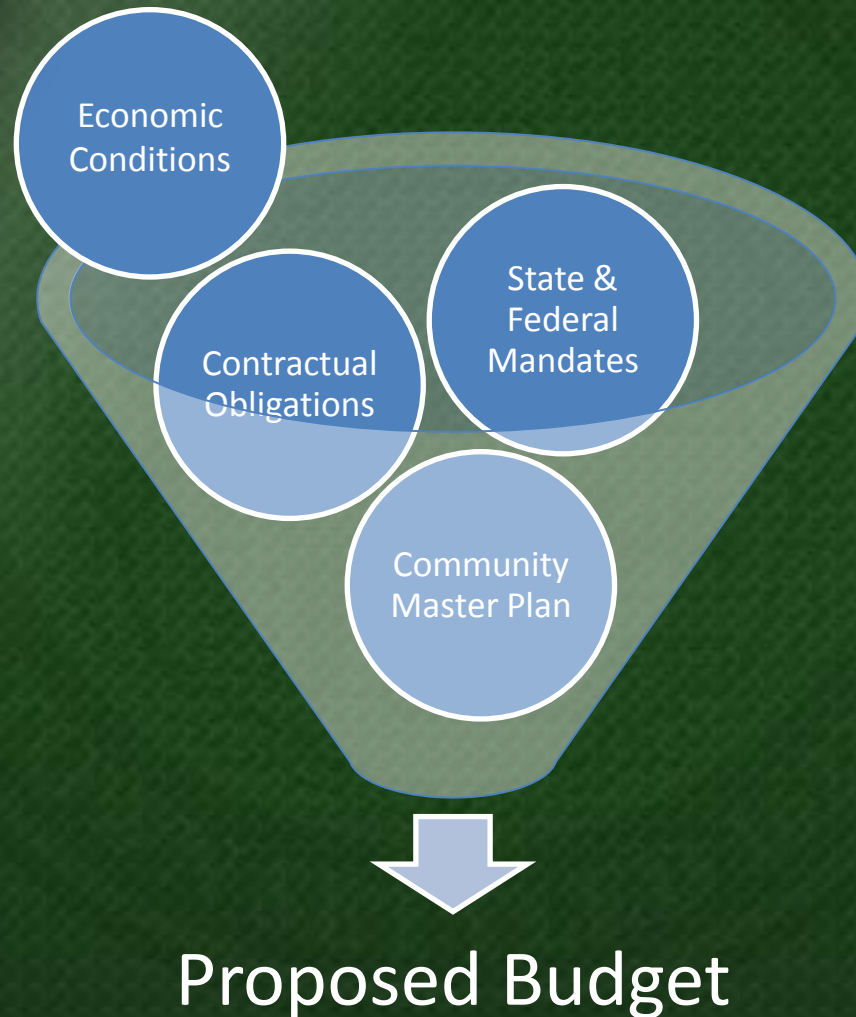 Economic
Conditions
State &
Federal
Mandates
Contractual
Obligations
Community
Master Plan
Proposed Budget